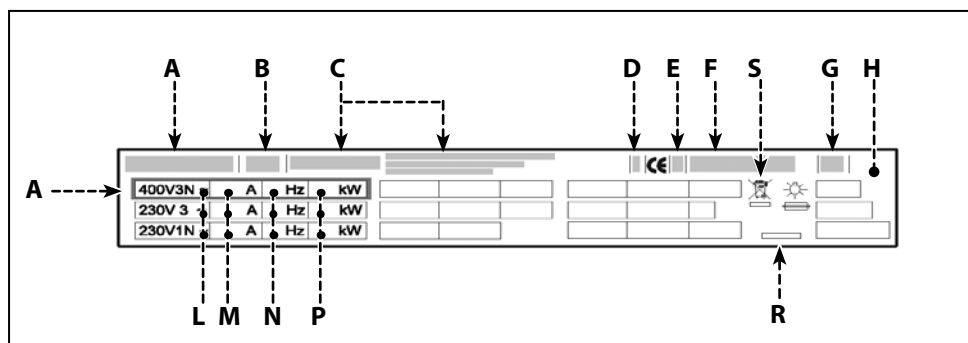 A B C D E F S G H
A
400V3N ~ A Hz kW
CE
230V 3 ~ A Hz kW
230V1N ~ A Hz kW
L M N P
R